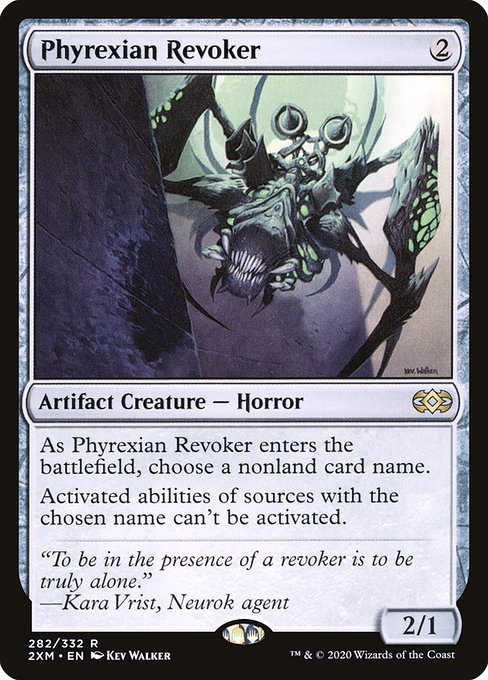 Phyrexian Revoker 2
Kev. Walker
Artifact Creature — Horror
As Phyrexian Revoker enters the
battlefield, choose a nonland card name.
Activated abilities of sources with the
chosen name can't be activated.
“To be in the presence of a revoker is to
be truly alone.”
—Kara Vrist, Neurok agent
2/1
282/332 R
2XM • EN Kev Walker
™ & © 2020 Wizards of the Coast